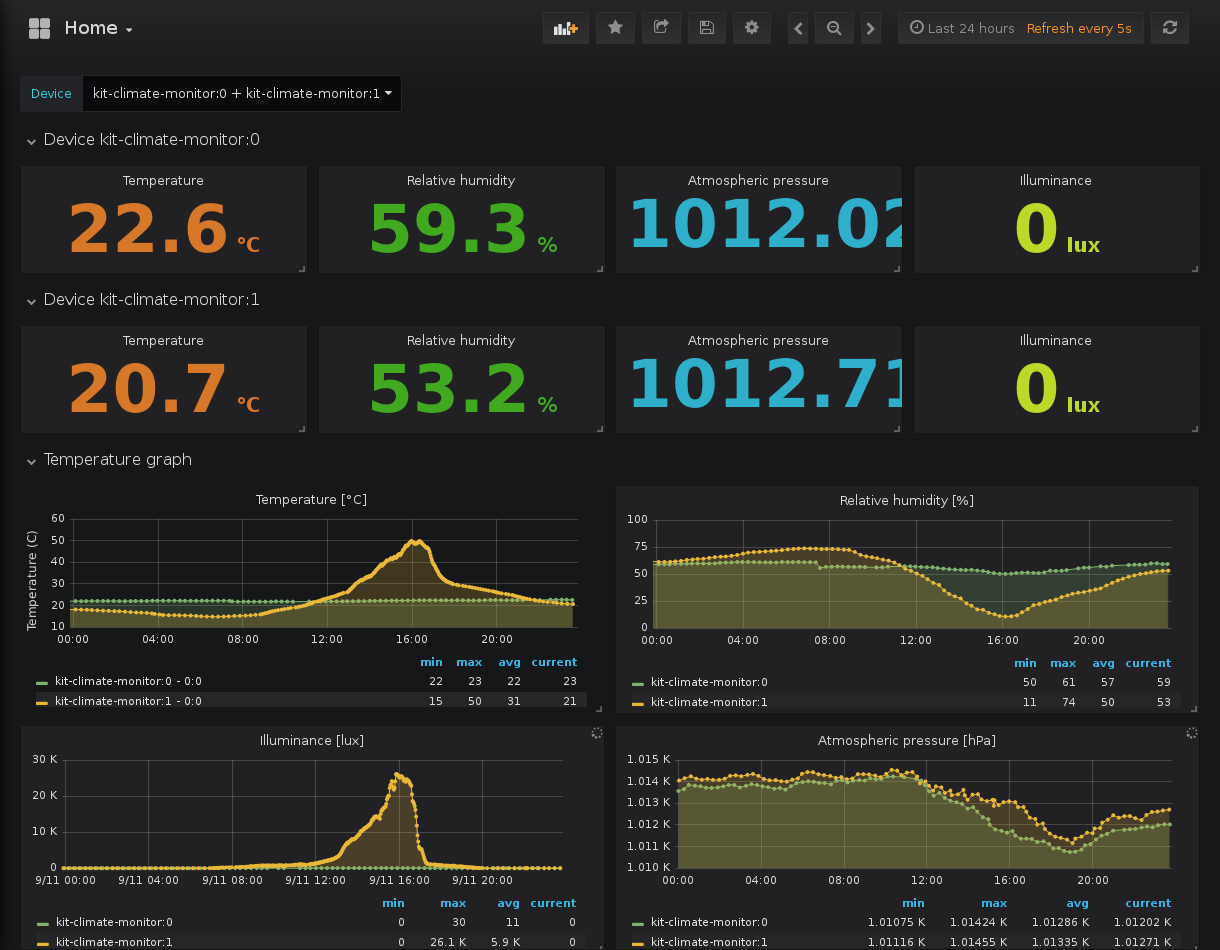 Home
Last 24 hours Refresh every 5s
Device kit-climate-monitor:0 + kit-climate-monitor:1
Device kit-climate-monitor:0
Temperature Relative humidity Atmospheric pressure Illuminance
22.6 °C 59.3 % 1012.02 0 lux
Device kit-climate-monitor:1
Temperature Relative humidity Atmospheric pressure Illuminance
20.7 °C 53.2 % 1012.71 0 lux
Temperature graph
Temperature [°C]
Temperature (C)
60
50
40
30
20
10
00:00 04:00 08:00 12:00 16:00 20:00
min max avg current
kit-climate-monitor:0 - 0:0 22 23 22 23
kit-climate-monitor:1 - 0:0 15 50 31 21
Relative humidity [%]
100
75
50
25
0
00:00 04:00 08:00 12:00 16:00 20:00
min max avg current
kit-climate-monitor:0 50 61 57 59
kit-climate-monitor:1 11 74 50 53
Illuminance [lux]
30 K
20 K
10 K
0
9/11 00:00 9/11 04:00 9/11 08:00 9/11 12:00 9/11 16:00 9/11 20:00
min max avg current
kit-climate-monitor:0 0 30 11 0
kit-climate-monitor:1 0 26.1 K 5.9 K 0
Atmospheric pressure [hPa]
1.015 K
1.014 K
1.013 K
1.012 K
1.011 K
1.010 K
00:00 04:00 08:00 12:00 16:00 20:00
min max avg current
kit-climate-monitor:0 1.01075 K 1.01424 K 1.01286 K 1.01202 K
kit-climate-monitor:1 1.01116 K 1.01455 K 1.01335 K 1.01271 K